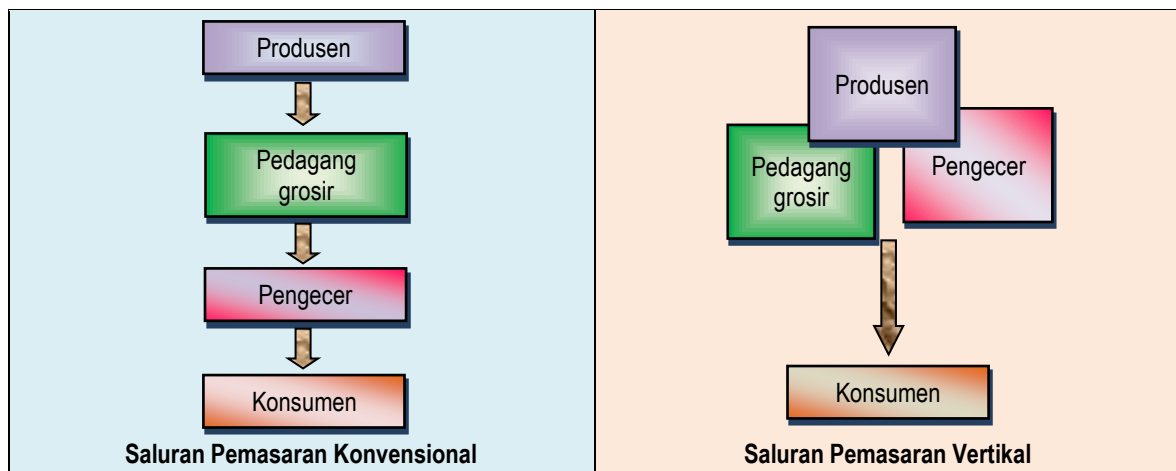 Produsen
Pedagang
grosir
Pengecer
Konsumen
Saluran Pemasaran Konvensional
Produsen
Pedagang
grosir
Pengecer
Konsumen
Saluran Pemasaran Vertikal